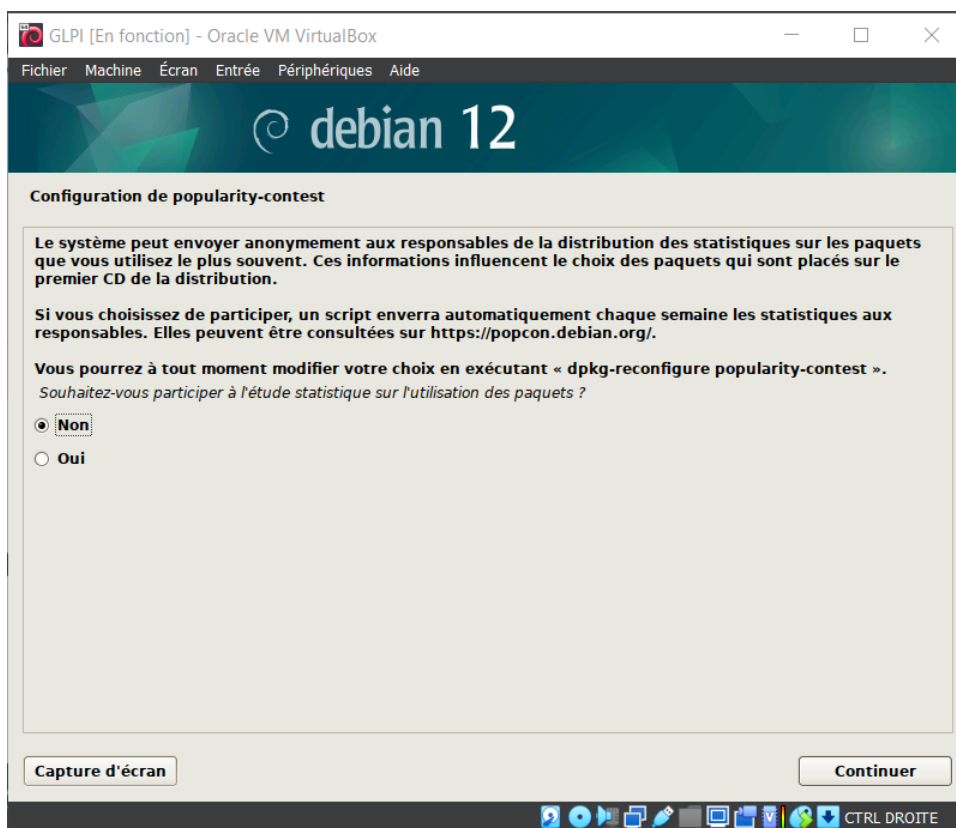 GLPI [En fonction] - Oracle VM VirtualBox
Fichier Machine Écran Entrée Périphériques Aide
debian 12
Configuration de popularity-contest
Le système peut envoyer anonymement aux responsables de la distribution des statistiques sur les paquets
que vous utilisez le plus souvent. Ces informations influencent le choix des paquets qui sont placés sur le
premier CD de la distribution.
Si vous choisissez de participer, un script enverra automatiquement chaque semaine les statistiques aux
responsables. Elles peuvent être consultées sur https://popcon.debian.org/.
Vous pourrez à tout moment modifier votre choix en exécutant « dpkg-reconfigure popularity-contest ».
Souhaitez-vous participer à l'étude statistique sur l'utilisation des paquets ?
Non
Oui
Capture d'écran
Continuer
CTRL DROITE